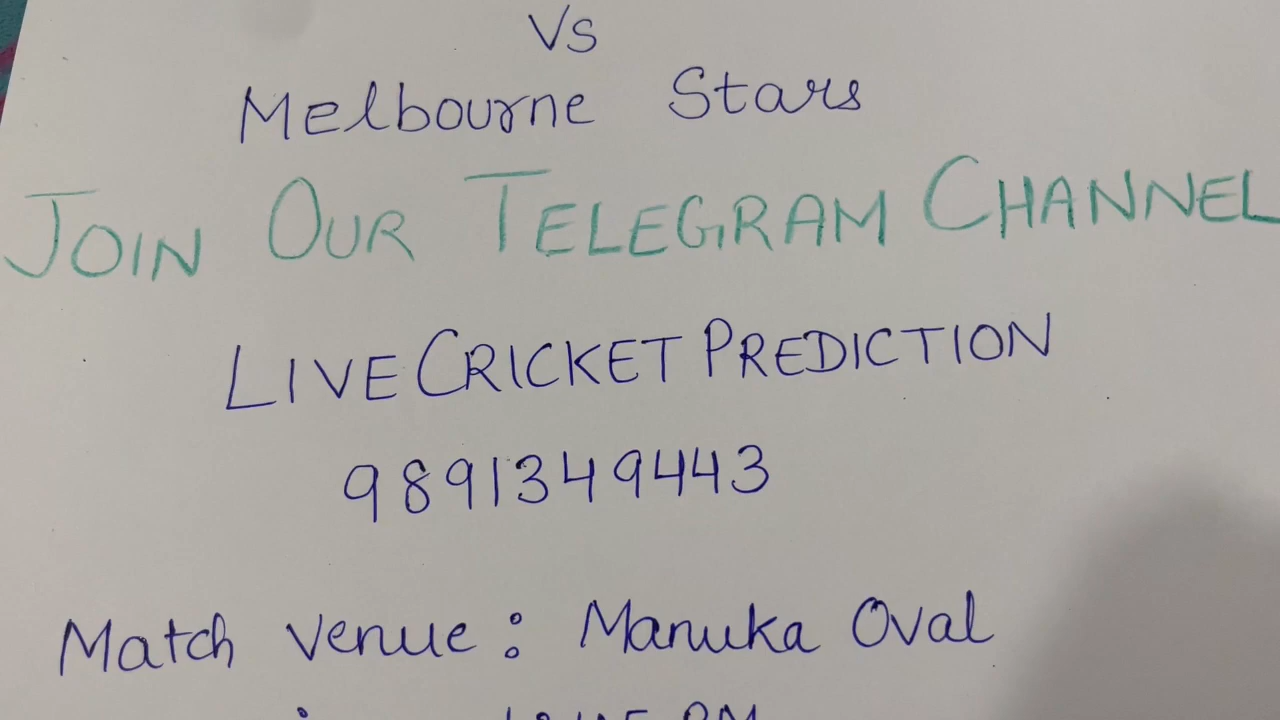 Vs
Melbourne Stars
JOIN OUR TELEGRAM CHANNEL
LIVE CRICKET PREDICTION
9891349443
Match venue : Manuka Oval